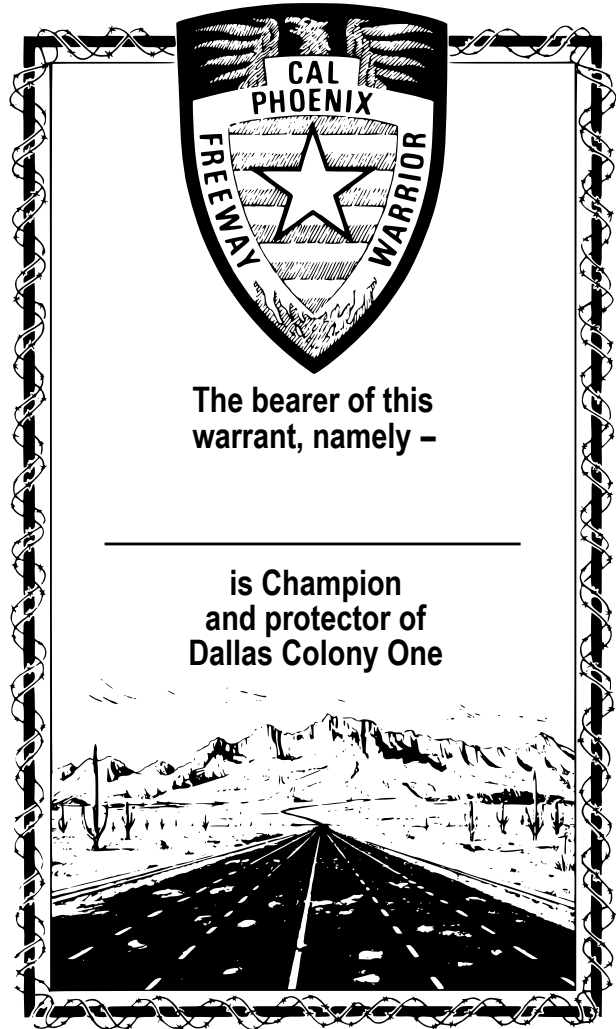 CAL
PHOENIX
FREEWAY
WARRIOR
The bearer of this
warrant, namely –
is Champion
and protector of
Dallas Colony One